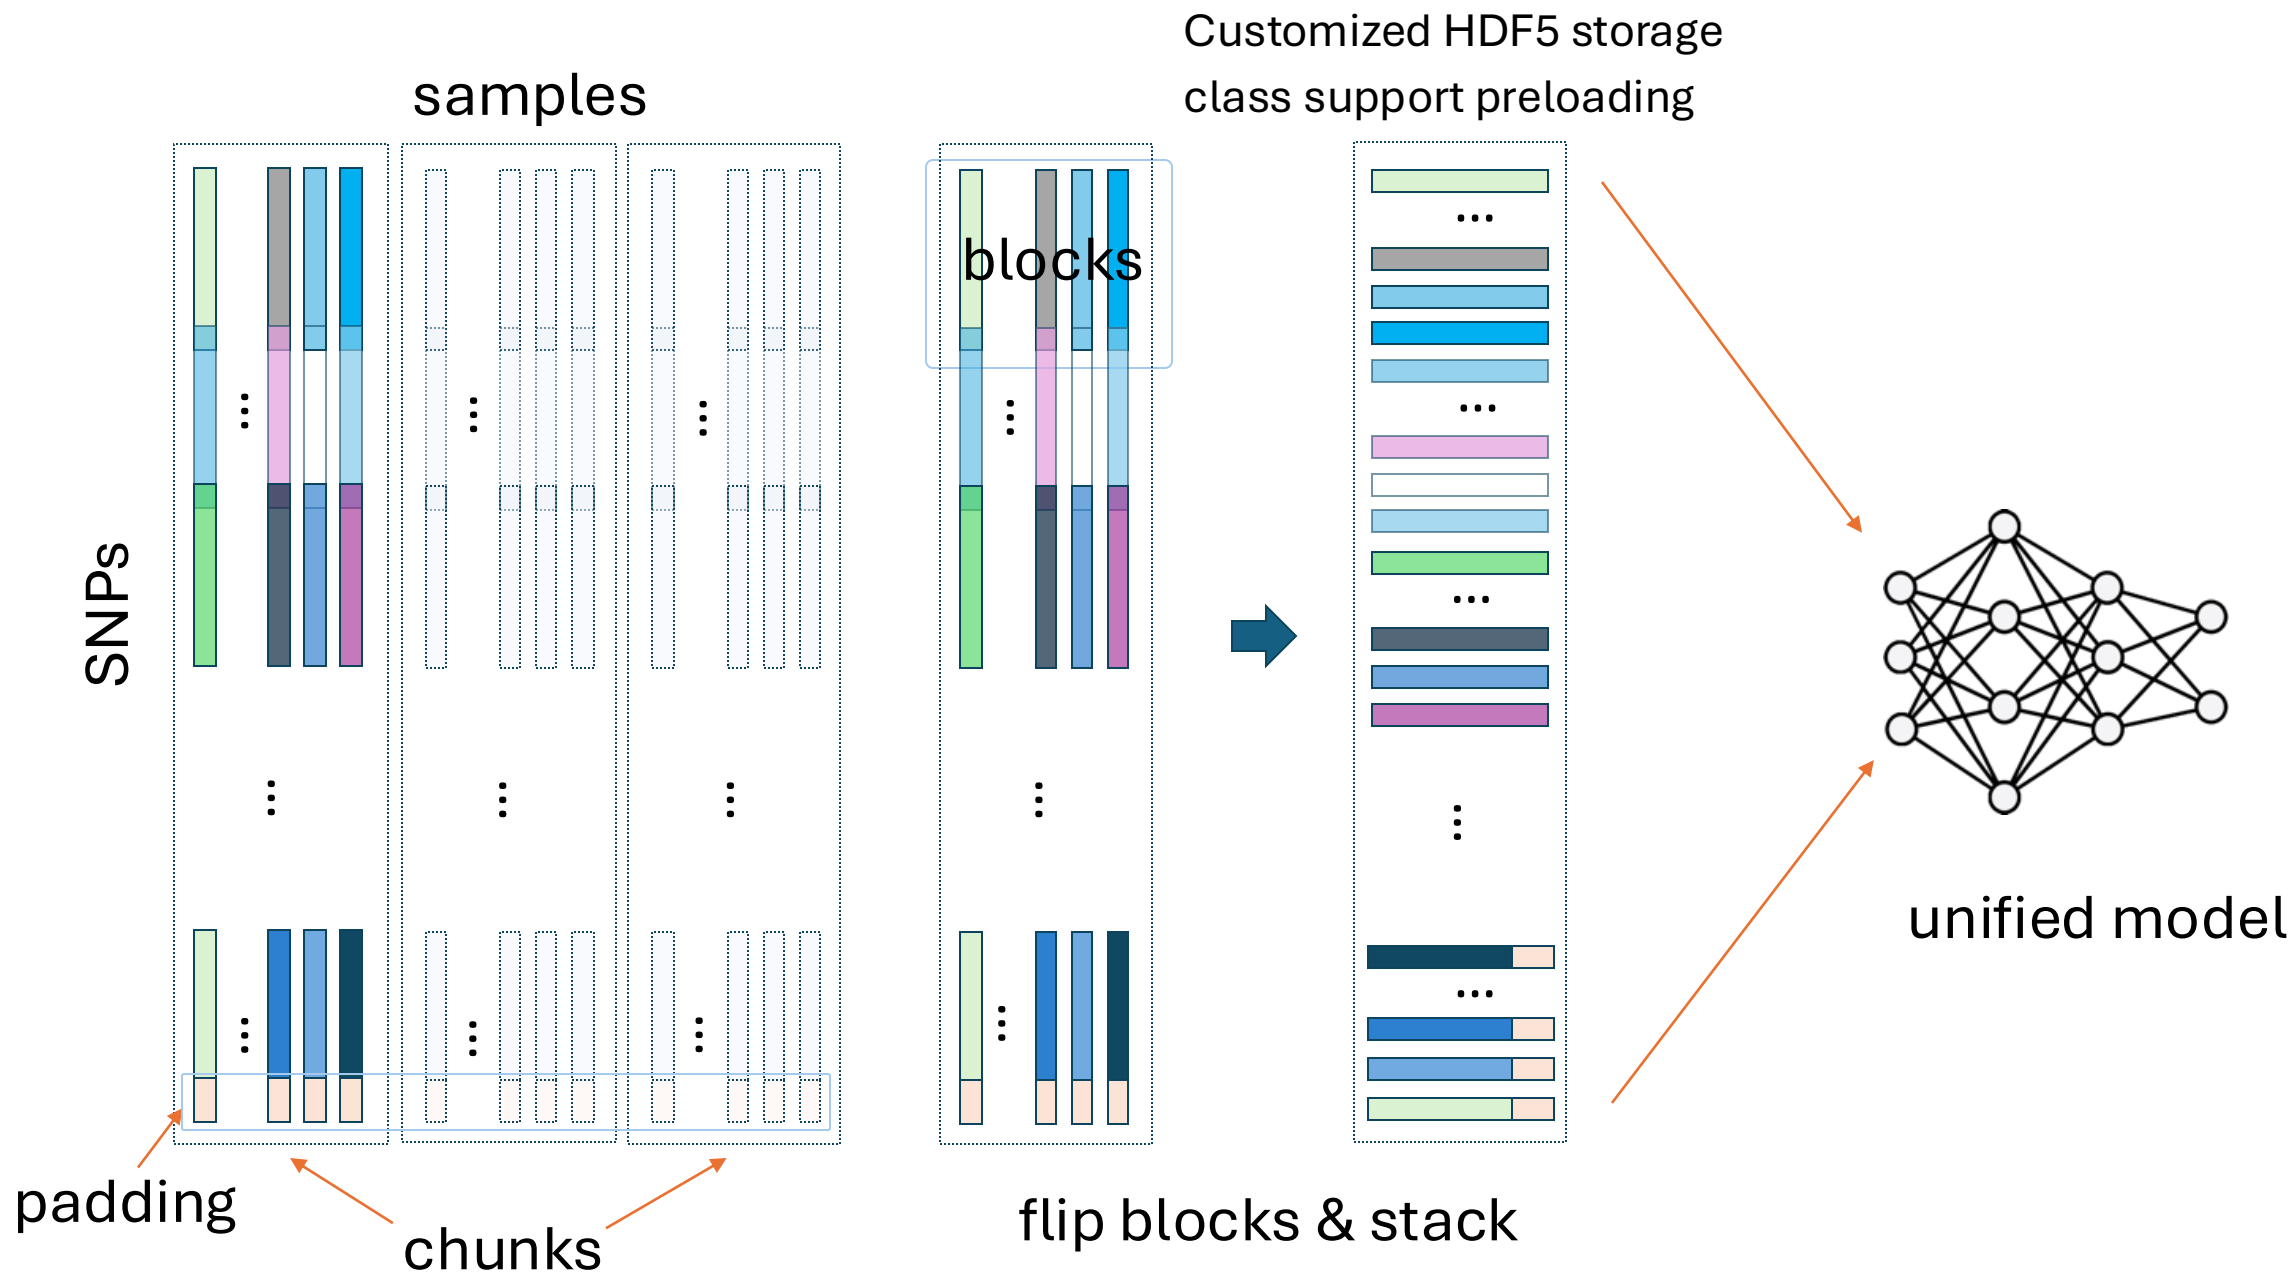 Customized HDF5 storage
class support preloading
samples
blocks
SNPs
unified model
padding
chunks
flip blocks & stack